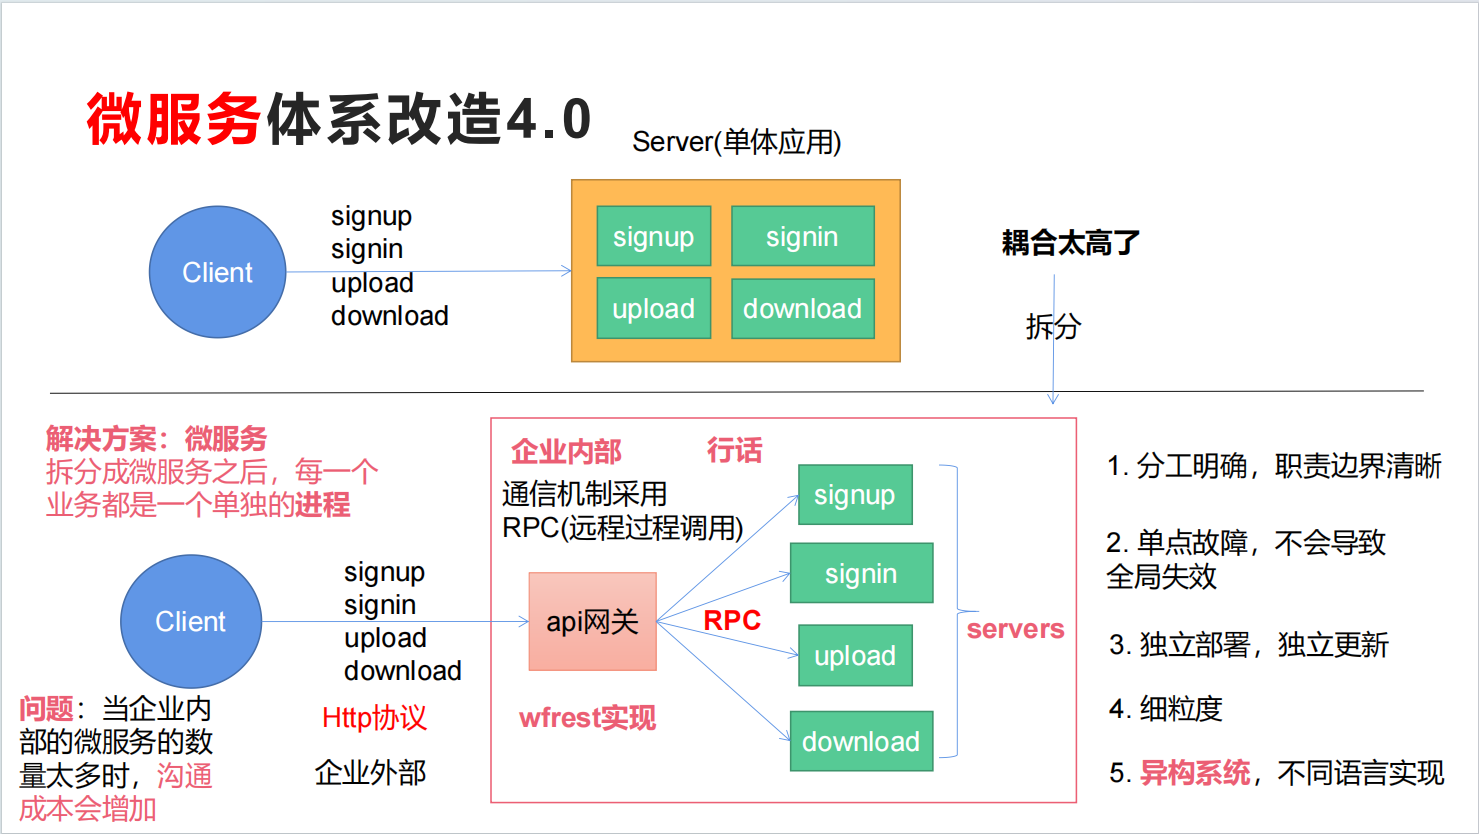 微服务体系改造4.0
Server(单体应用)
Client
signup
signin
upload
download
signup
signin
upload
download
耦合太高了
拆分
解决方案：微服务
拆分成微服务之后，每一个
业务都是一个单独的进程
Client
signup
signin
upload
download
Http协议
企业外部
问题：当企业内
部的微服务的数
量太多时，沟通
成本会增加
企业内部
行话
通信机制采用
RPC(远程过程调用)
api网关
RPC
wfrest实现
signup
signin
upload
download
servers
1. 分工明确，职责边界清晰
2. 单点故障，不会导致
全局失效
3. 独立部署，独立更新
4. 细粒度
5. 异构系统，不同语言实现